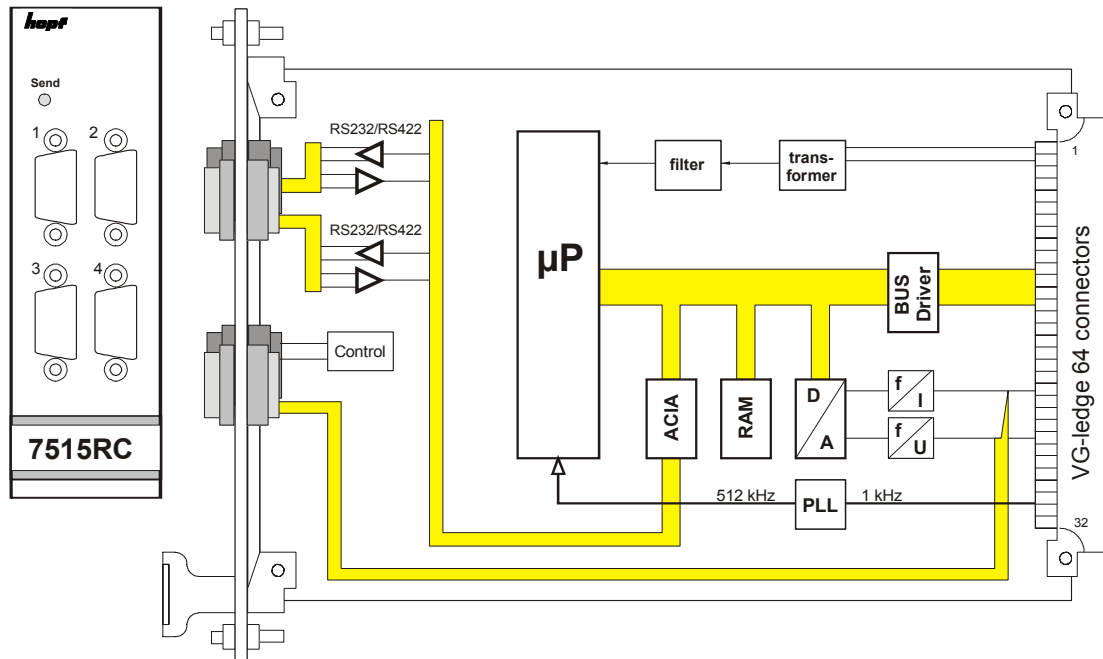 hopf
Send
1
2
3
4
7515RC
RS232/RS422
RS232/RS422
Control
µP
filter
trans-
former
BUS
Driver
ACIA
RAM
D
A
f
I
f
U
512 kHz
PLL
1 kHz
1
32
VG-ledge 64 connectors